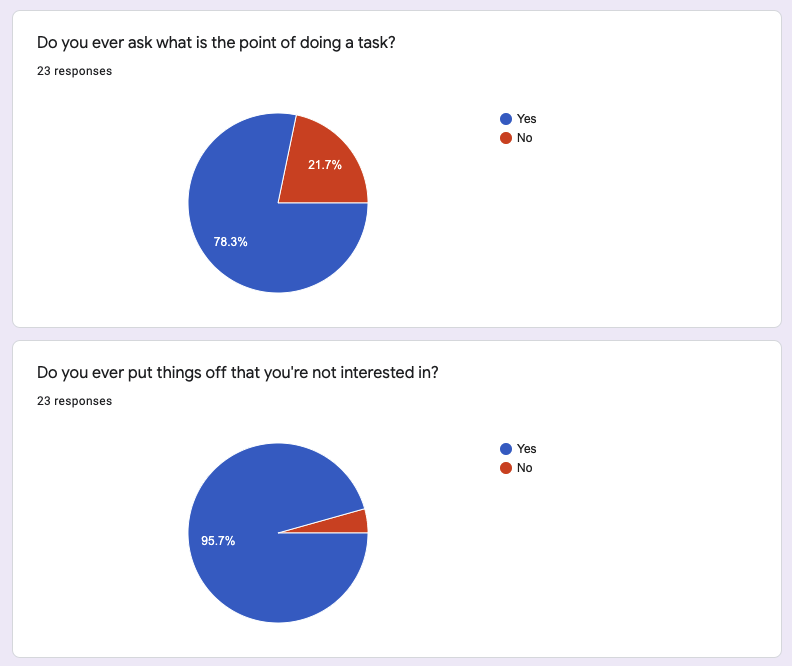 Do you ever ask what is the point of doing a task?
23 responses
Yes
No
21.7%
78.3%
Do you ever put things off that you're not interested in?
23 responses
Yes
No
95.7%